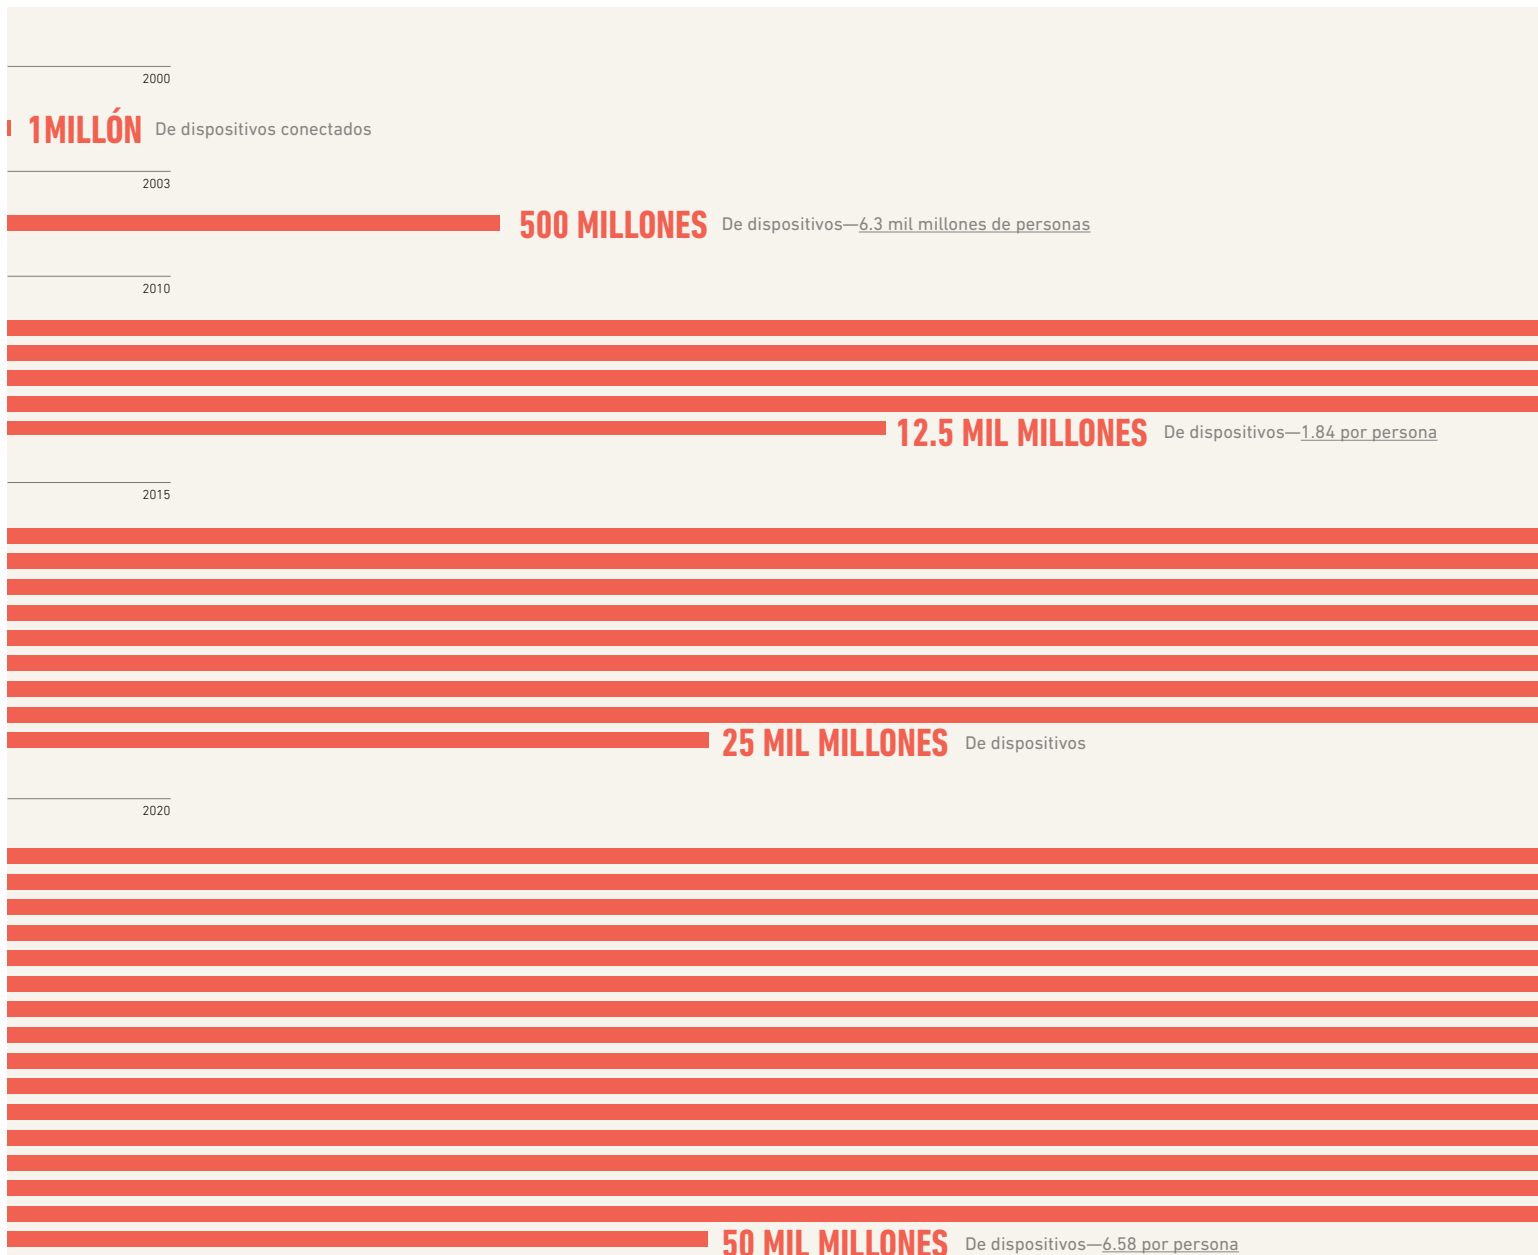 2000
1MILLÓN De dispositivos conectados
2003
500 MILLONES De dispositivos—6.3 mil millones de personas
2010
12.5 MIL MILLONES De dispositivos—1.84 por persona
2015
25 MIL MILLONES De dispositivos
2020
50 MIL MILLONES De dispositivos—6.58 por persona